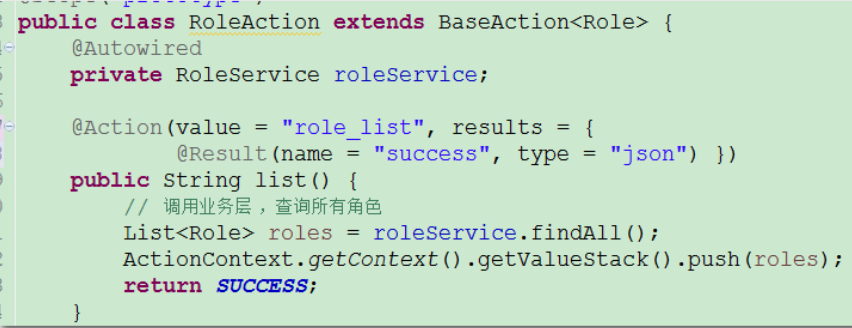 public class RoleAction extends BaseAction<Role> {
@Autowired
private RoleService roleService;
@Action(value = "role_list", results = {
@Result(name = "success", type = "json") })
public String list() {
// 调用业务层 ，查询所有角色
List<Role> roles = roleService.findAll();
ActionContext.getContext().getValueStack().push(roles);
return SUCCESS;
}